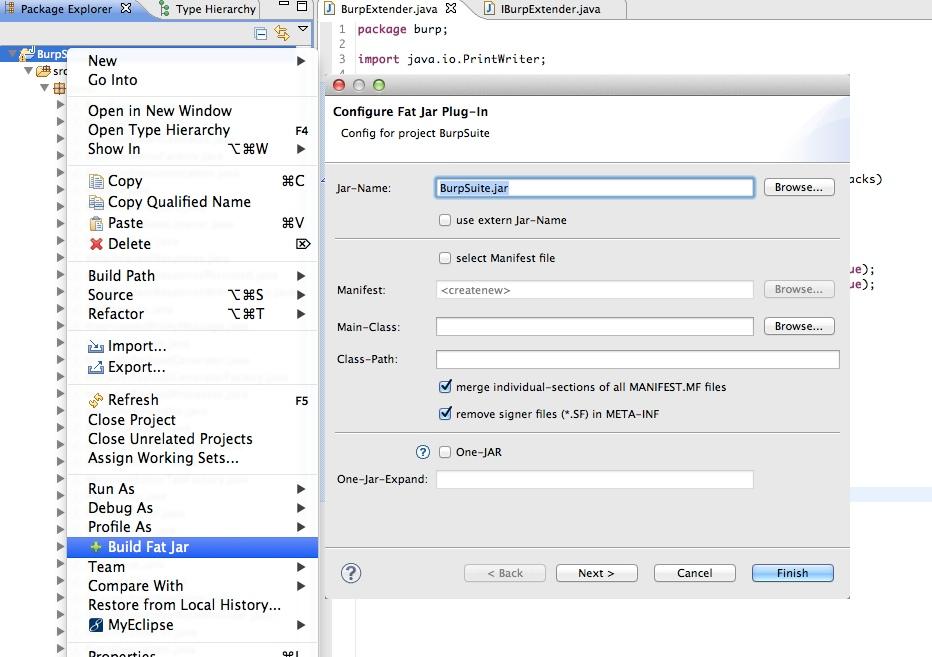 Package Explorer
Type Hierarchy
BurpExtender.java
IBurpExtender.java
1 package burp;
2
3 import java.io.PrintWriter;
BurpS
src
New
Go Into
Open in New Window
Open Type Hierarchy F4
Show In ⌥⌘W
Copy ⌘C
Copy Qualified Name
Paste ⌘V
Delete ⌦
Build Path
Source ⌥⌘S
Refactor ⌥⌘T
Import...
Export...
Refresh F5
Close Project
Close Unrelated Projects
Assign Working Sets...
Run As
Debug As
Profile As
Build Fat Jar
Team
Compare With
Restore from Local History...
MyEclipse
Properties ⌘I
Configure Fat Jar Plug-In
Config for project BurpSuite
Jar-Name: BurpSuite.jar Browse...
use extern Jar-Name
select Manifest file
Manifest: <createnew> Browse...
Main-Class: Browse...
Class-Path:
merge individual-sections of all MANIFEST.MF files
remove signer files (*.SF) in META-INF
One-JAR
One-Jar-Expand:
< Back Next > Cancel Finish
acks)
ue);
ue);